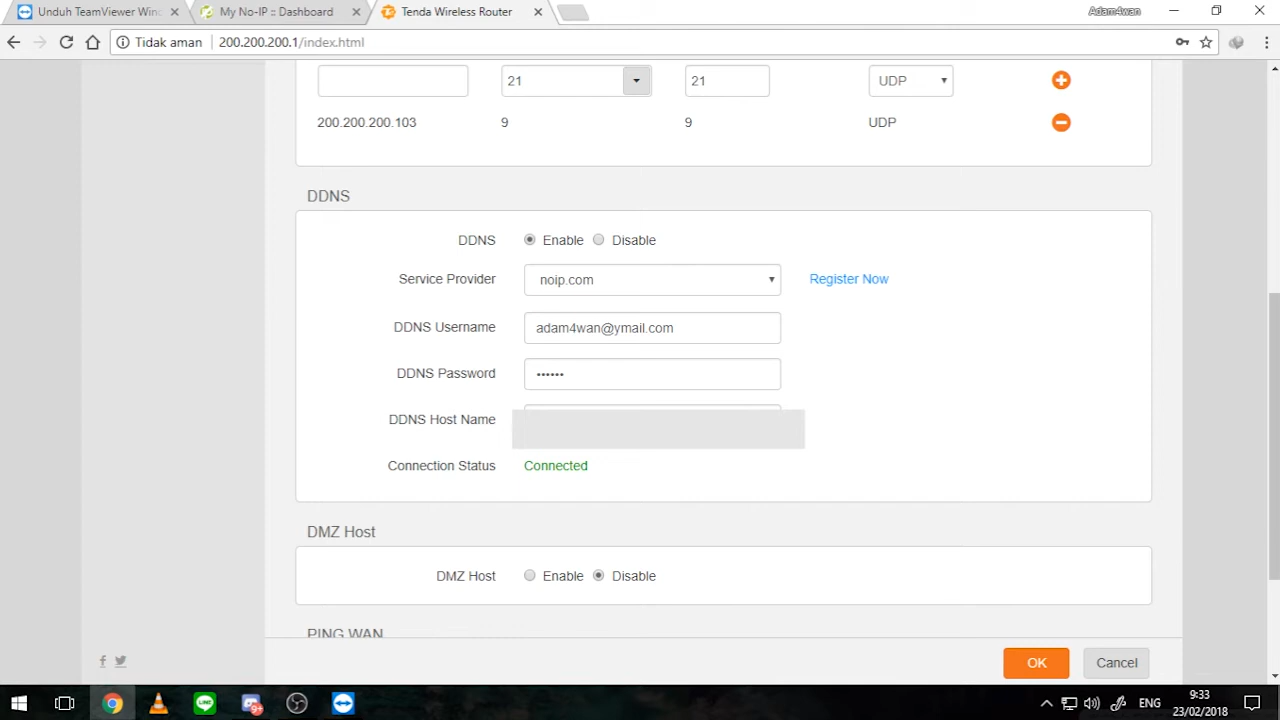 Unduh TeamViewer Win
My No-IP :: Dashboard
Tenda Wireless Router
Adam4wan
Tidak aman
200.200.200.1/index.html
21
21
UDP
200.200.200.103 9 9 UDP
DDNS
DDNS Enable Disable
Service Provider noip.com Register Now
DDNS Username adam4wan@ymail.com
DDNS Password ••••••
DDNS Host Name
Connection Status Connected
DMZ Host
DMZ Host Enable Disable
PING WAN
OK Cancel
9+
ENG
9:33
23/02/2018